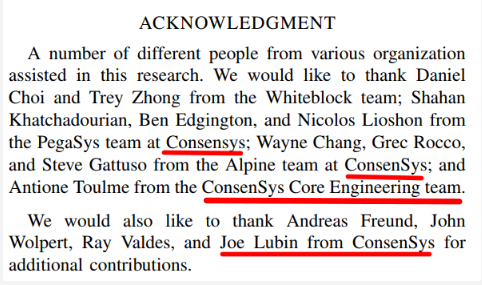 ACKNOWLEDGMENT
A number of different people from various organization
assisted in this research. We would like to thank Daniel
Choi and Trey Zhong from the Whiteblock team; Shahan
Khatchadourian, Ben Edgington, and Nicolos Lioshon from
the PegaSys team at Consensys; Wayne Chang, Grec Rocco,
and Steve Gattuso from the Alpine team at ConsenSys; and
Antione Toulme from the ConsenSys Core Engineering team.
We would also like to thank Andreas Freund, John
Wolpert, Ray Valdes, and Joe Lubin from ConsenSys for
additional contributions.